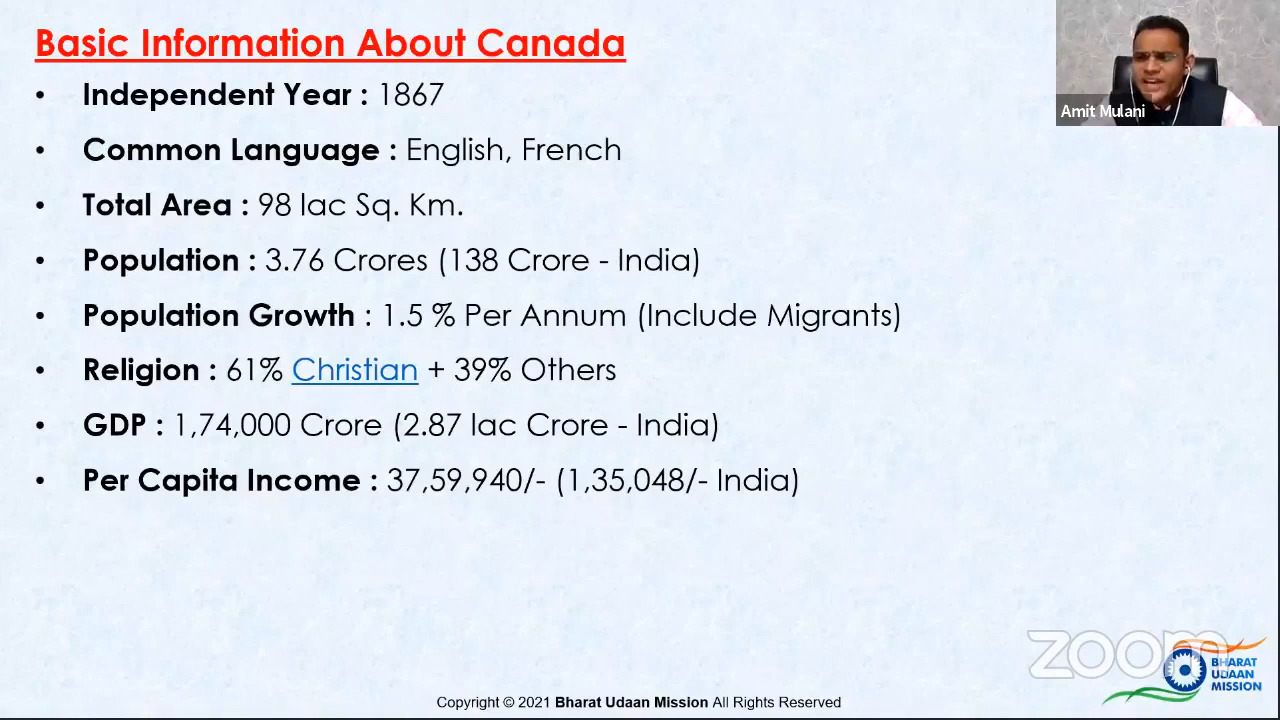 Basic Information About Canada
Amit Mulani
• Independent Year : 1867
• Common Language : English, French
• Total Area : 98 lac Sq. Km.
• Population : 3.76 Crores (138 Crore - India)
• Population Growth : 1.5 % Per Annum (Include Migrants)
• Religion : 61% Christian + 39% Others
• GDP : 1,74,000 Crore (2.87 lac Crore - India)
• Per Capita Income : 37,59,940/- (1,35,048/- India)
zoom
BHARAT
UDAAN
MISSION
Copyright © 2021 Bharat Udaan Mission All Rights Reserved